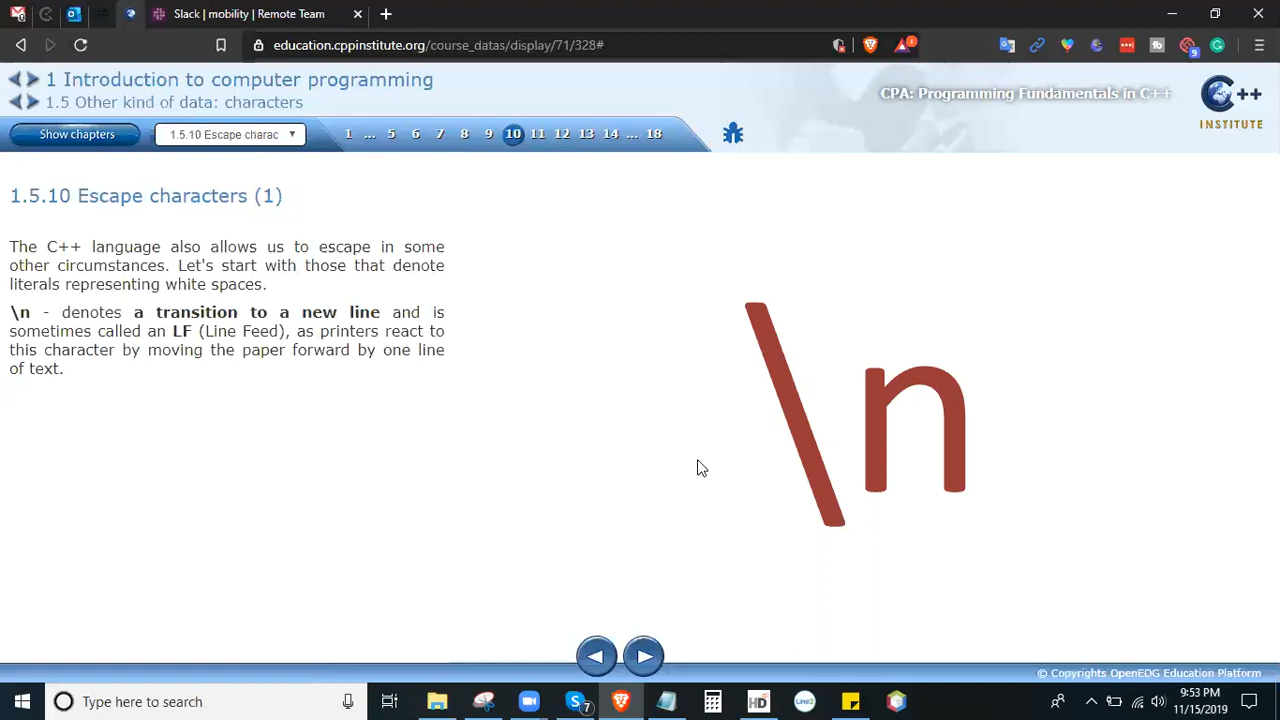 Slack | mobility | Remote Team
education.cppinstitute.org/course_datas/display/71/328#
1
9
1 Introduction to computer programming
1.5 Other kind of data: characters
CPA: Programming Fundamentals in C++
C++
INSTITUTE
Show chapters
1.5.10 Escape charac
1 ... 5 6 7 8 9 10 11 12 13 14 ... 18
1.5.10 Escape characters (1)
The C++ language also allows us to escape in some
other circumstances. Let's start with those that denote
literals representing white spaces.
\n - denotes a transition to a new line and is
sometimes called an LF (Line Feed), as printers react to
this character by moving the paper forward by one line
of text.
\n
© Copyrights OpenEDG Education Platform
Type here to search
S
7
HD
Line2
9:53 PM
11/15/2019